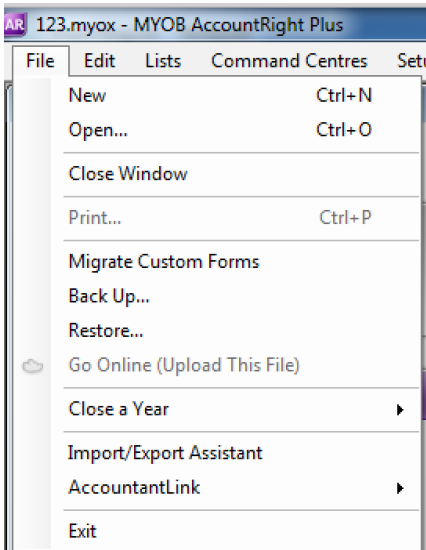 AR 123.myox - MYOB AccountRight Plus
File Edit Lists Command Centres
New Ctrl+N
Open... Ctrl+O
Close Window
Print... Ctrl+P
Migrate Custom Forms
Back Up...
Restore...
Go Online (Upload This File)
Close a Year
Import/Export Assistant
AccountantLink
Exit